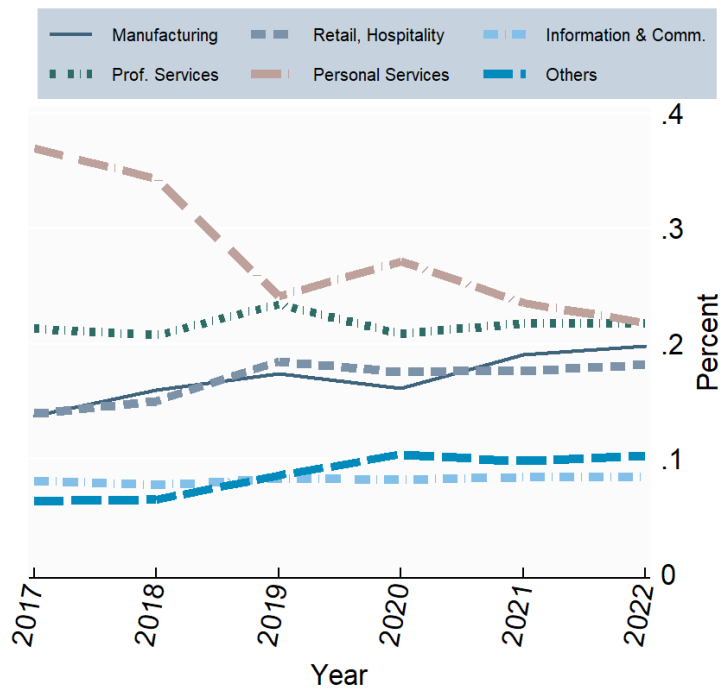 Manufacturing Retail, Hospitality Information & Comm.
Prof. Services Personal Services Others
.4
.3
.2
.1
0
Percent
2017 2018 2019 2020 2021 2022
Year